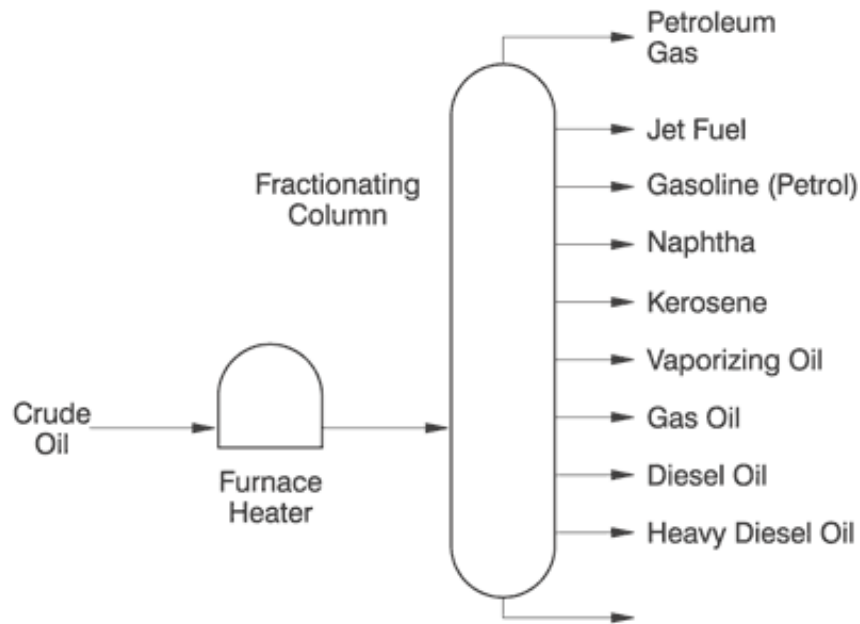 Petroleum
Gas
Jet Fuel
Fractionating
Column
Gasoline (Petrol)
Naphtha
Kerosene
Vaporizing Oil
Crude
Oil
Gas Oil
Furnace
Heater
Diesel Oil
Heavy Diesel Oil